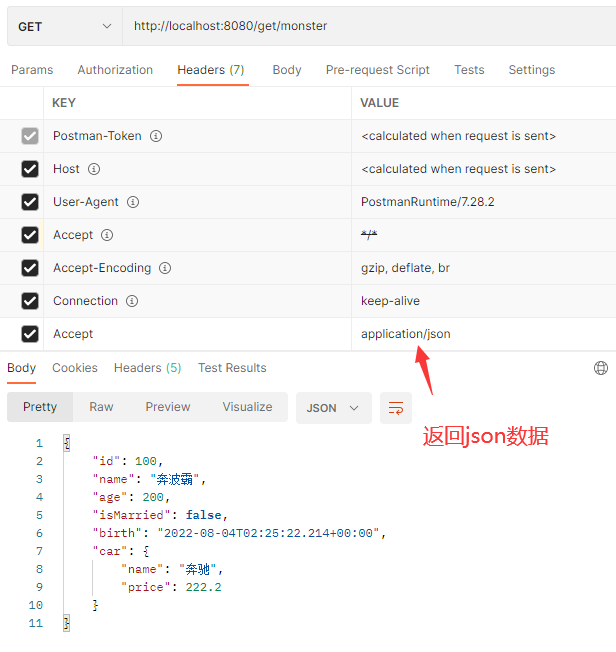 GET http://localhost:8080/get/monster
Params Authorization Headers (7) Body Pre-request Script Tests Settings
KEY VALUE
Postman-Token <calculated when request is sent>
Host <calculated when request is sent>
User-Agent PostmanRuntime/7.28.2
Accept */*
Accept-Encoding gzip, deflate, br
Connection keep-alive
Accept application/json
Body Cookies Headers (5) Test Results
Pretty Raw Preview Visualize JSON
返回json数据
1 {
2 "id": 100,
3 "name": "奔波霸",
4 "age": 200,
5 "isMarried": false,
6 "birth": "2022-08-04T02:25:22.214+00:00",
7 "car": {
8 "name": "奔驰",
9 "price": 222.2
10 }
11 }